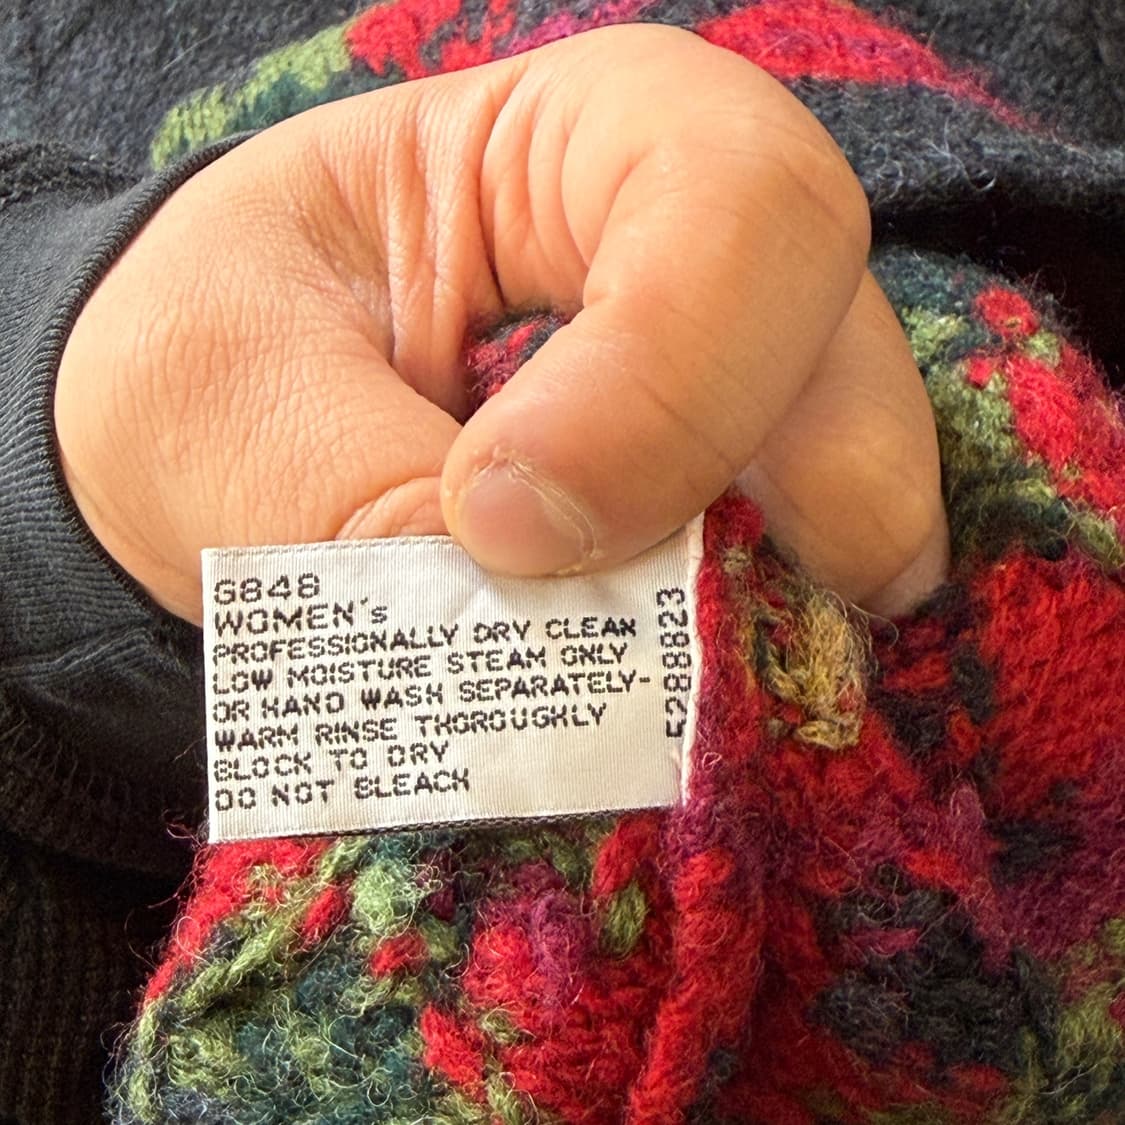 G848
WOMEN's
PROFESSIONALLY DRY CLEAN
LOW MOISTURE STEAM ONLY
OR HAND WASH SEPARATELY-
WARM RINSE THOROUGHLY
BLOCK TO DRY
DO NOT BLEACH
5288823